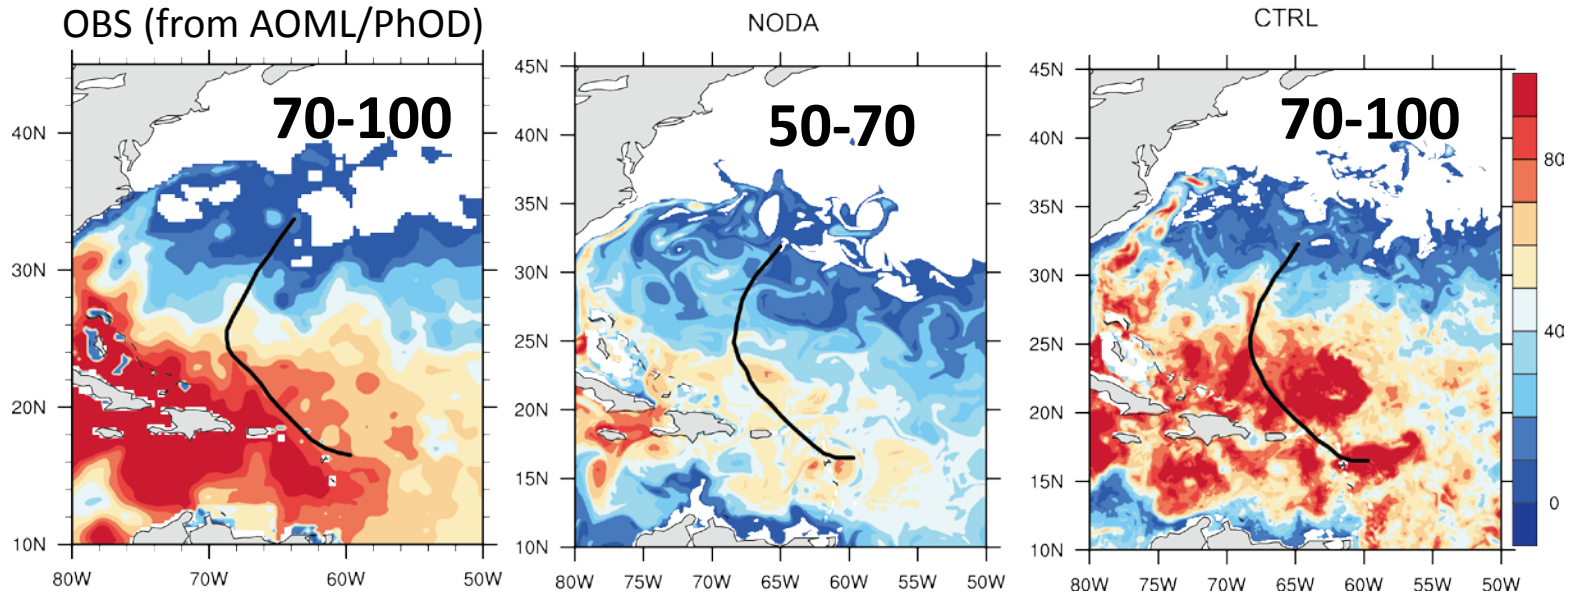 OBS (from AOML/PhOD)
70-100
40N
30N
20N
10N
80W 70W 60W 50W
NODA
50-70
45N
40N
35N
30N
25N
20N
15N
10N
80W 75W 70W 65W 60W 55W 50W
CTRL
70-100
45N
40N
35N
30N
25N
20N
15N
10N
80W 75W 70W 65W 60W 55W 50W
80
40
0